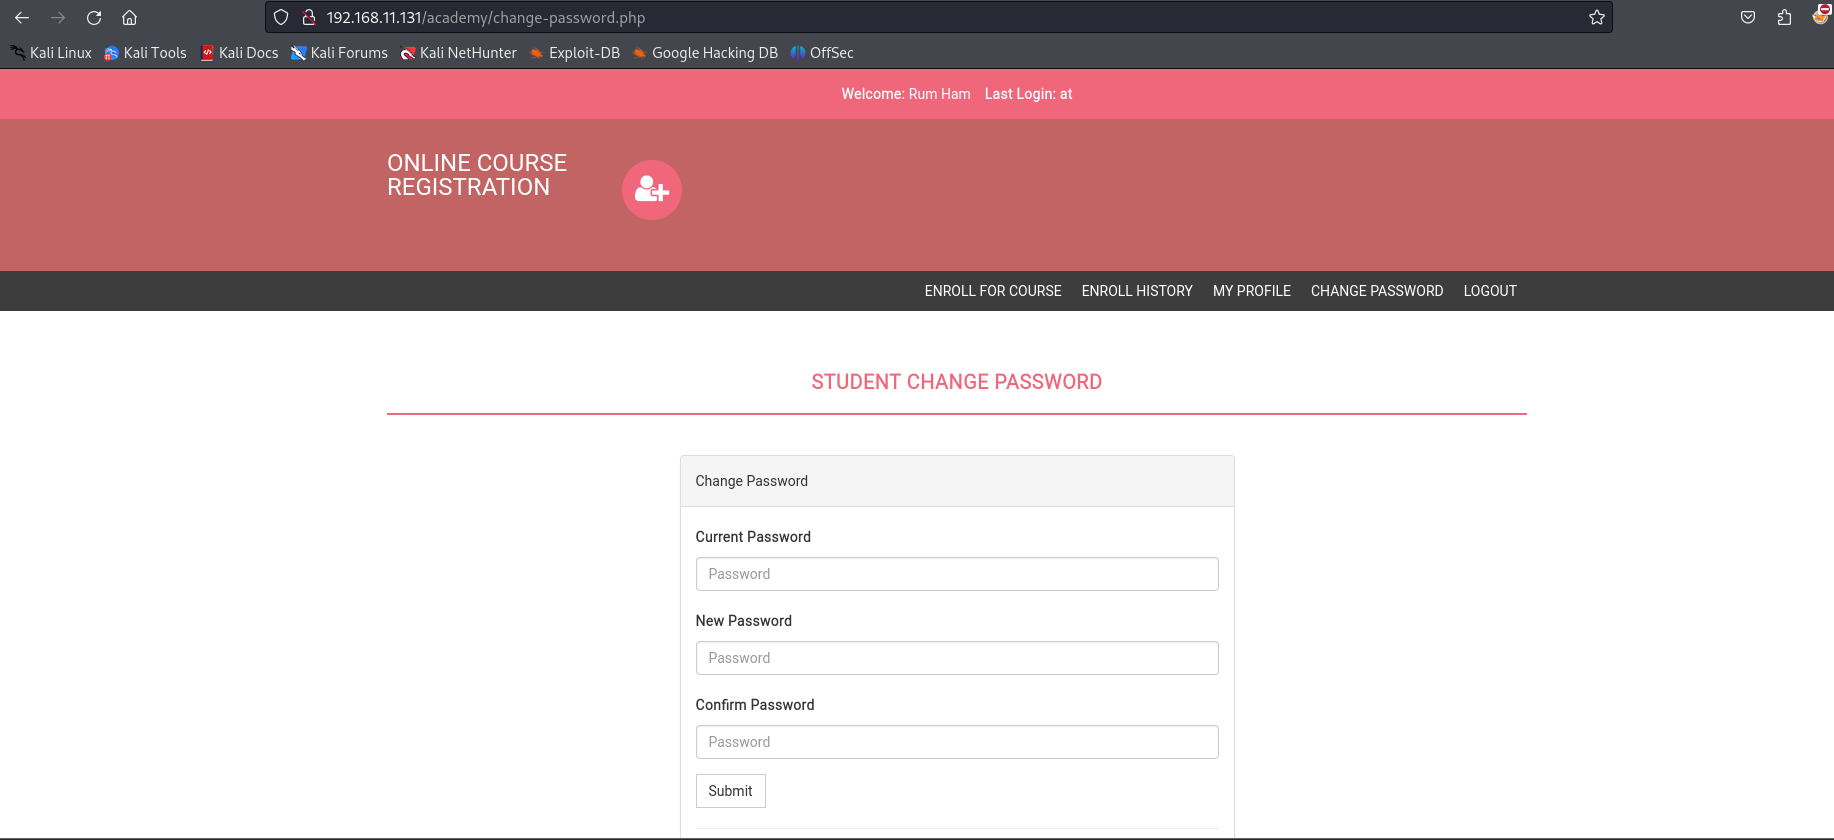 192.168.11.131/academy/change-password.php
Kali Linux Kali Tools Kali Docs Kali Forums Kali NetHunter Exploit-DB Google Hacking DB OffSec
Welcome: Rum Ham Last Login: at
ONLINE COURSE
REGISTRATION
ENROLL FOR COURSE ENROLL HISTORY MY PROFILE CHANGE PASSWORD LOGOUT
STUDENT CHANGE PASSWORD
Change Password
Current Password
Password
New Password
Password
Confirm Password
Password
Submit